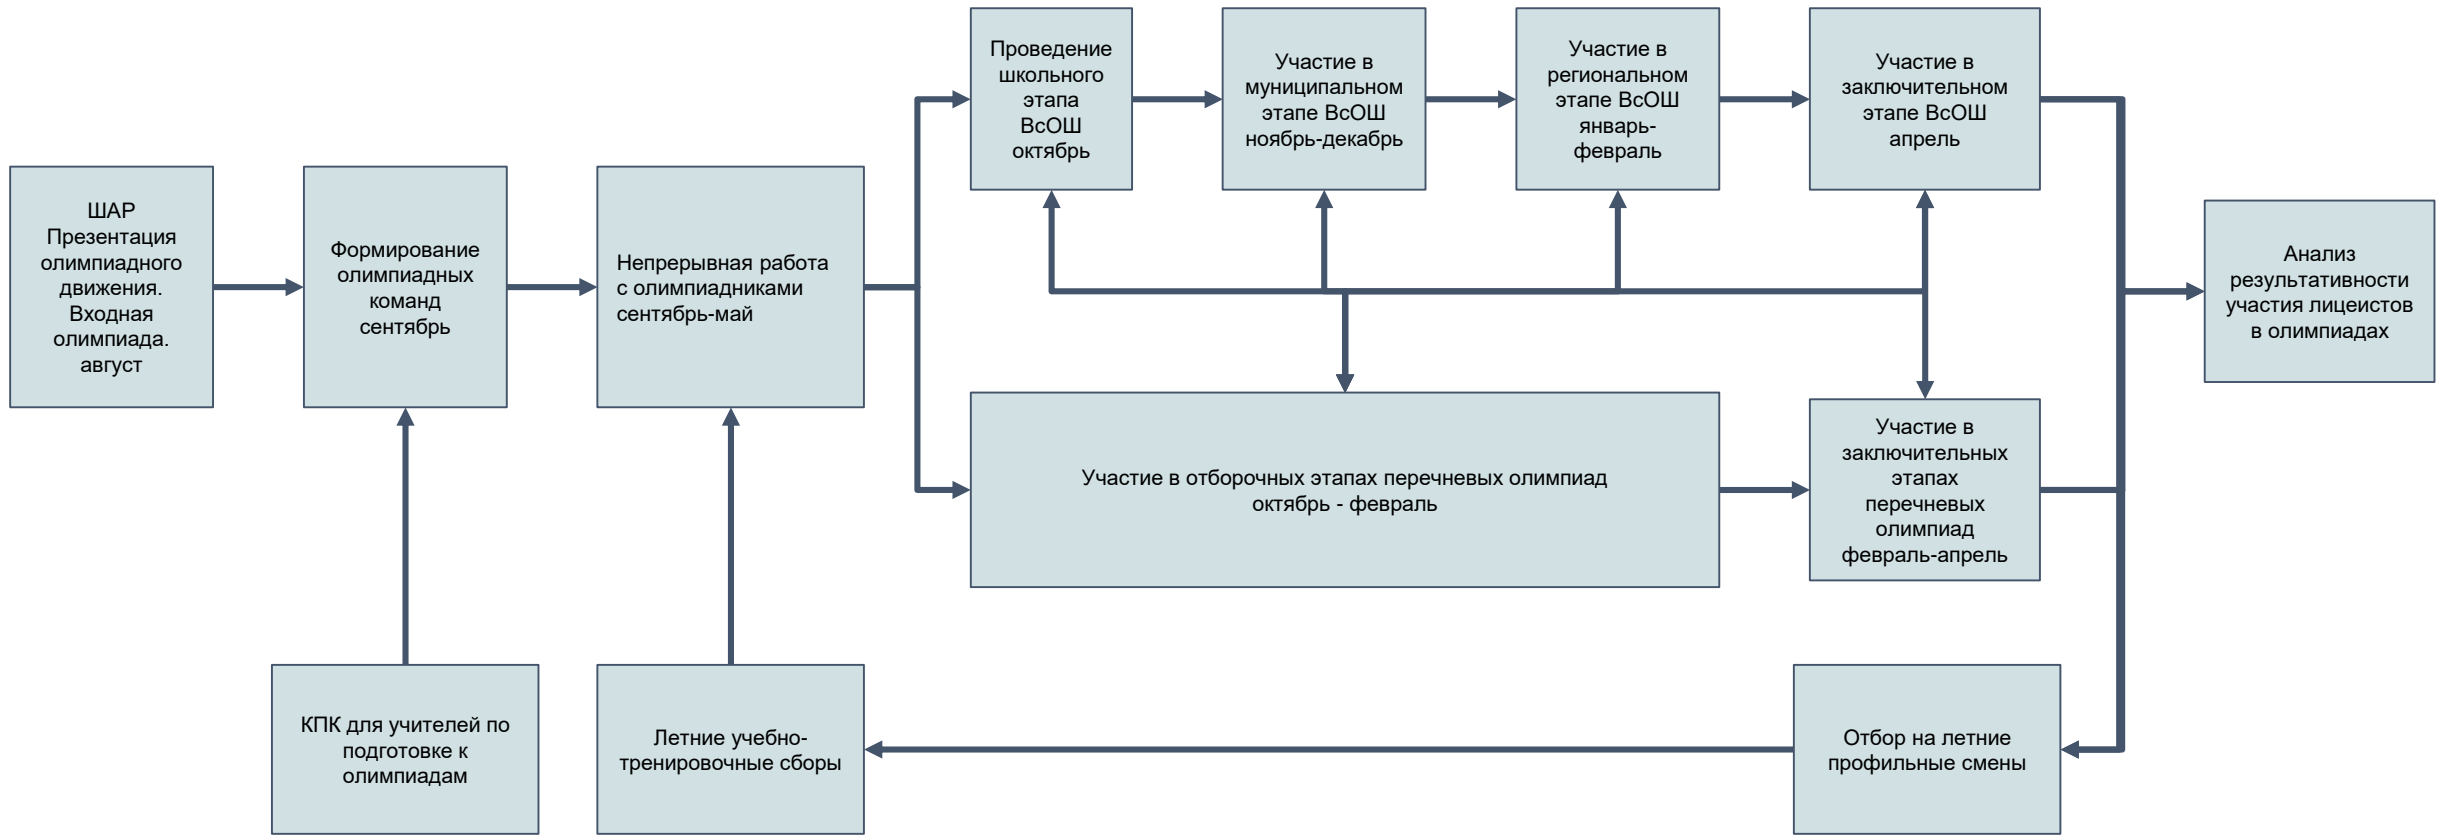 ШАР
Презентация
олимпиадного
движения.
Входная
олимпиада.
август
Формирование
олимпиадных
команд
сентябрь
Непрерывная работа
с олимпиадниками
сентябрь-май
Проведение
школьного
этапа
ВсОШ
октябрь
Участие в
муниципальном
этапе ВсОШ
ноябрь-декабрь
Участие в
региональном
этапе ВсОШ
январь-
февраль
Участие в
заключительном
этапе ВсОШ
апрель
Участие в отборочных этапах перечневых олимпиад
октябрь - февраль
Участие в
заключительных
этапах
перечневых
олимпиад
февраль-апрель
Анализ
результативности
участия лицеистов
в олимпиадах
КПК для учителей по
подготовке к
олимпиадам
Летние учебно-
тренировочные сборы
Отбор на летние
профильные смены